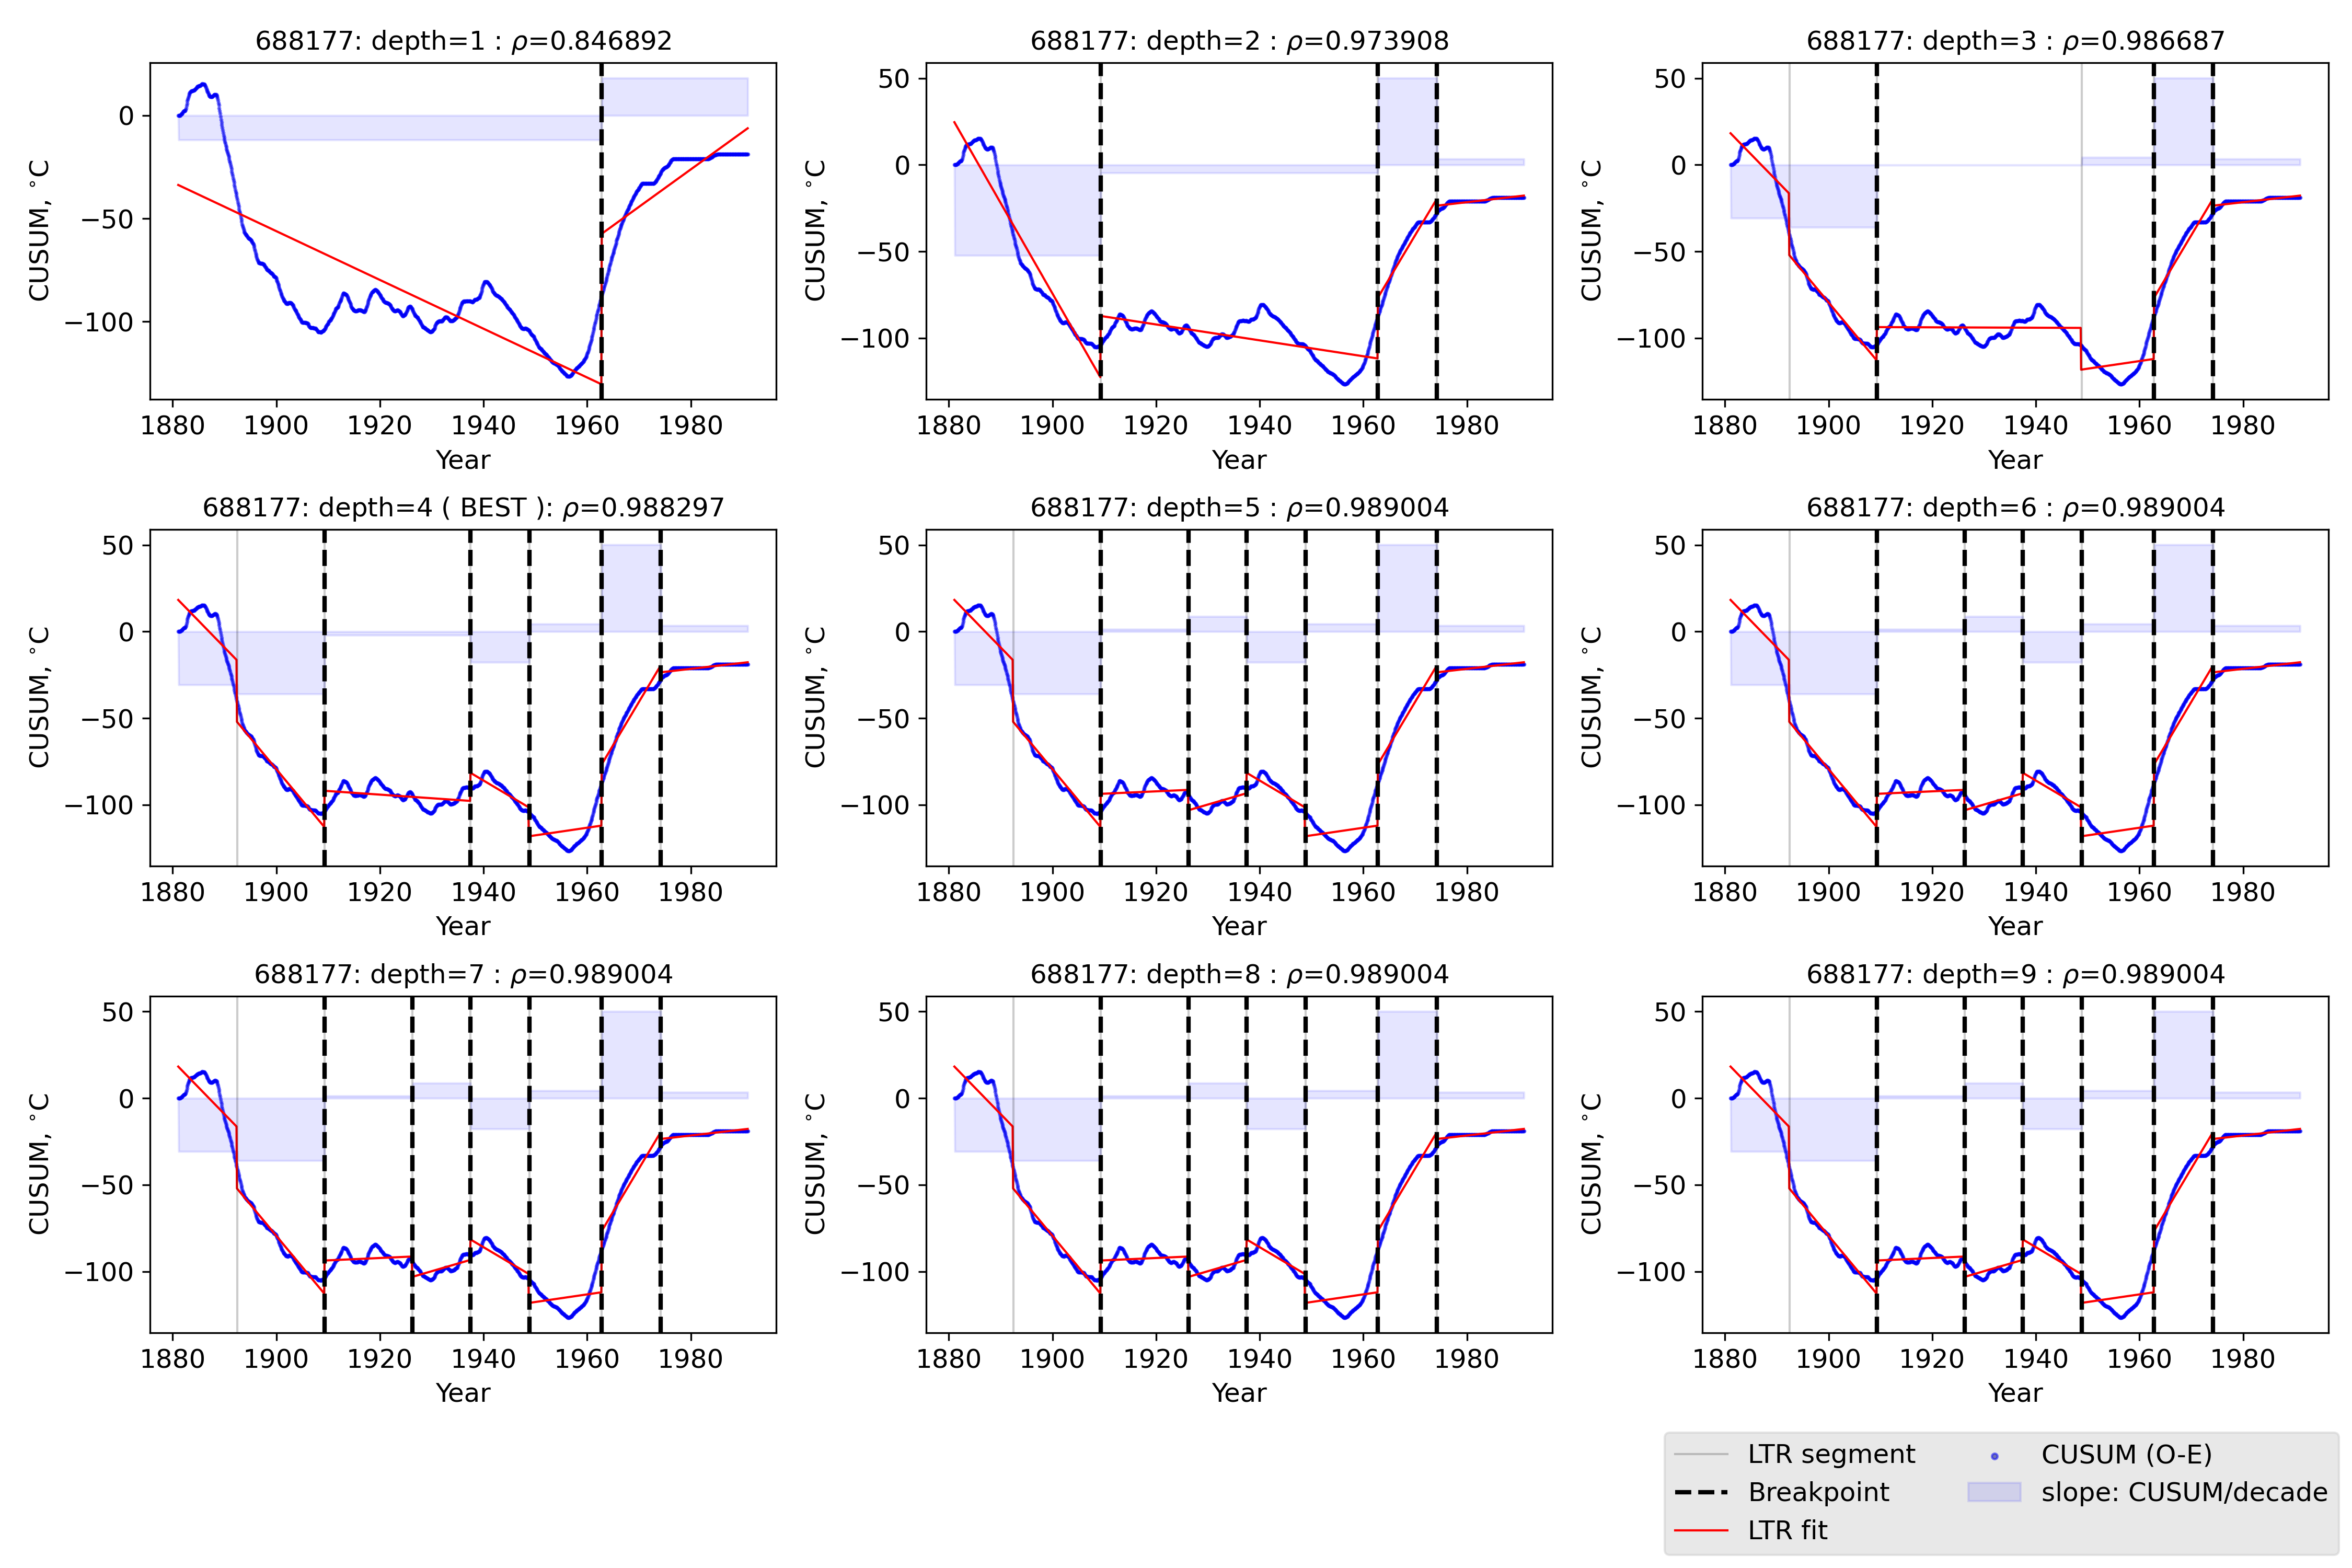 688177: depth=1 : ρ=0.846892
CUSUM, °C
0
−50
−100
1880 1900 1920 1940 1960 1980
Year
688177: depth=2 : ρ=0.973908
CUSUM, °C
50
0
−50
−100
1880 1900 1920 1940 1960 1980
Year
688177: depth=3 : ρ=0.986687
CUSUM, °C
50
0
−50
−100
1880 1900 1920 1940 1960 1980
Year
688177: depth=4 ( BEST ): ρ=0.988297
CUSUM, °C
50
0
−50
−100
1880 1900 1920 1940 1960 1980
Year
688177: depth=5 : ρ=0.989004
CUSUM, °C
50
0
−50
−100
1880 1900 1920 1940 1960 1980
Year
688177: depth=6 : ρ=0.989004
CUSUM, °C
50
0
−50
−100
1880 1900 1920 1940 1960 1980
Year
688177: depth=7 : ρ=0.989004
CUSUM, °C
50
0
−50
−100
1880 1900 1920 1940 1960 1980
Year
688177: depth=8 : ρ=0.989004
CUSUM, °C
50
0
−50
−100
1880 1900 1920 1940 1960 1980
Year
688177: depth=9 : ρ=0.989004
CUSUM, °C
50
0
−50
−100
1880 1900 1920 1940 1960 1980
Year
LTR segment
Breakpoint
LTR fit
CUSUM (O-E)
slope: CUSUM/decade